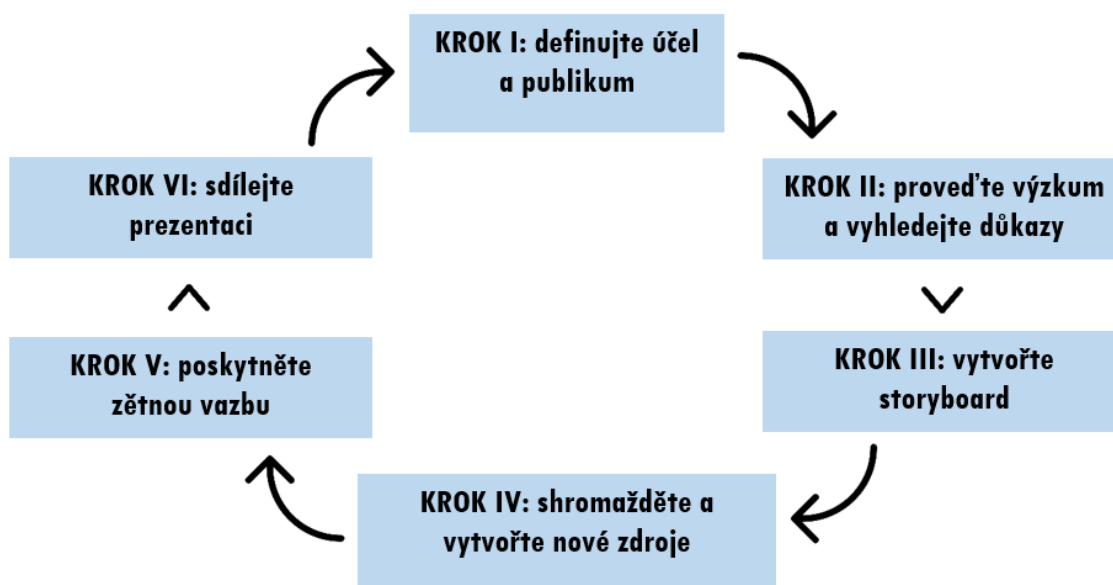 KROK I: definujte účel
a publikum
KROK II: proveďte výzkum
a vyhledejte důkazy
KROK III: vytvořte
storyboard
KROK IV: shromažděte a
vytvořte nové zdroje
KROK V: poskytněte
zětnou vazbu
KROK VI: sdílejte
prezentaci